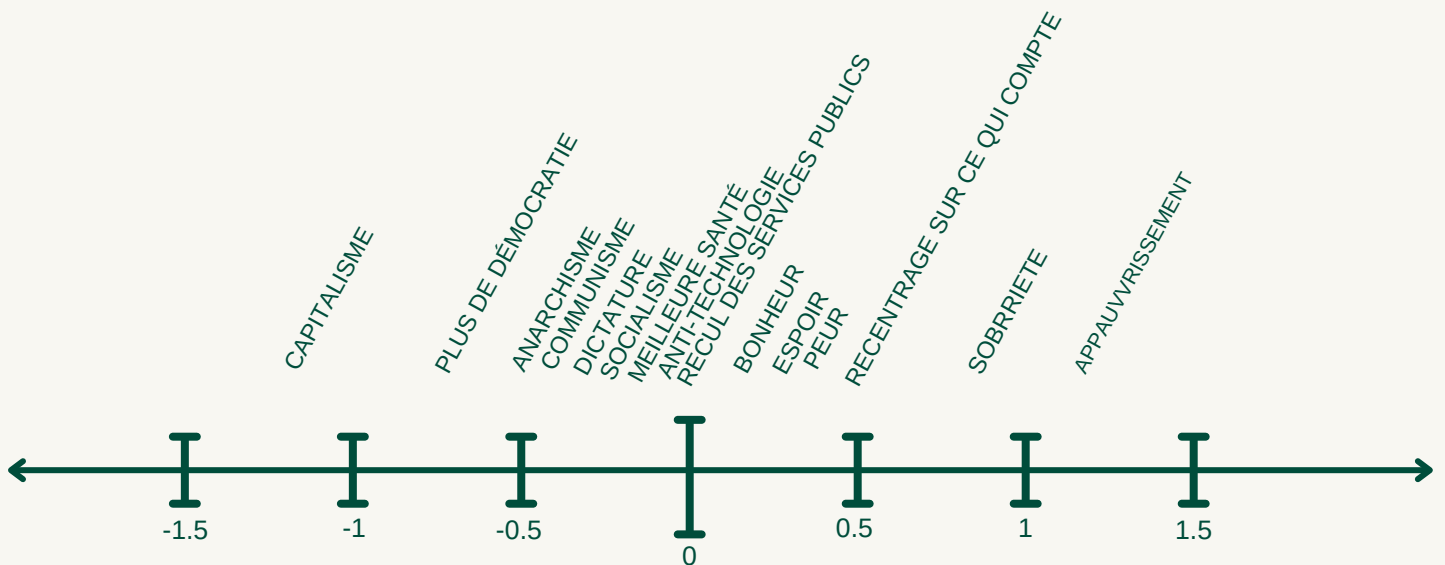 CAPITALISME
PLUS DE DÉMOCRATIE
ANARCHISME
COMMUNISME
DICTATURE
SOCIALISME
MEILLEURE SANTÉ
ANTI-TECHNOLOGIE
RECUL DES SERVICES PUBLICS
BONHEUR
ESPOIR
PEUR
RECENTRAGE SUR CE QUI COMPTE
SOBRRIETE
APPAUVVRISSEMENT
-1.5
-1
-0.5
0
0.5
1
1.5